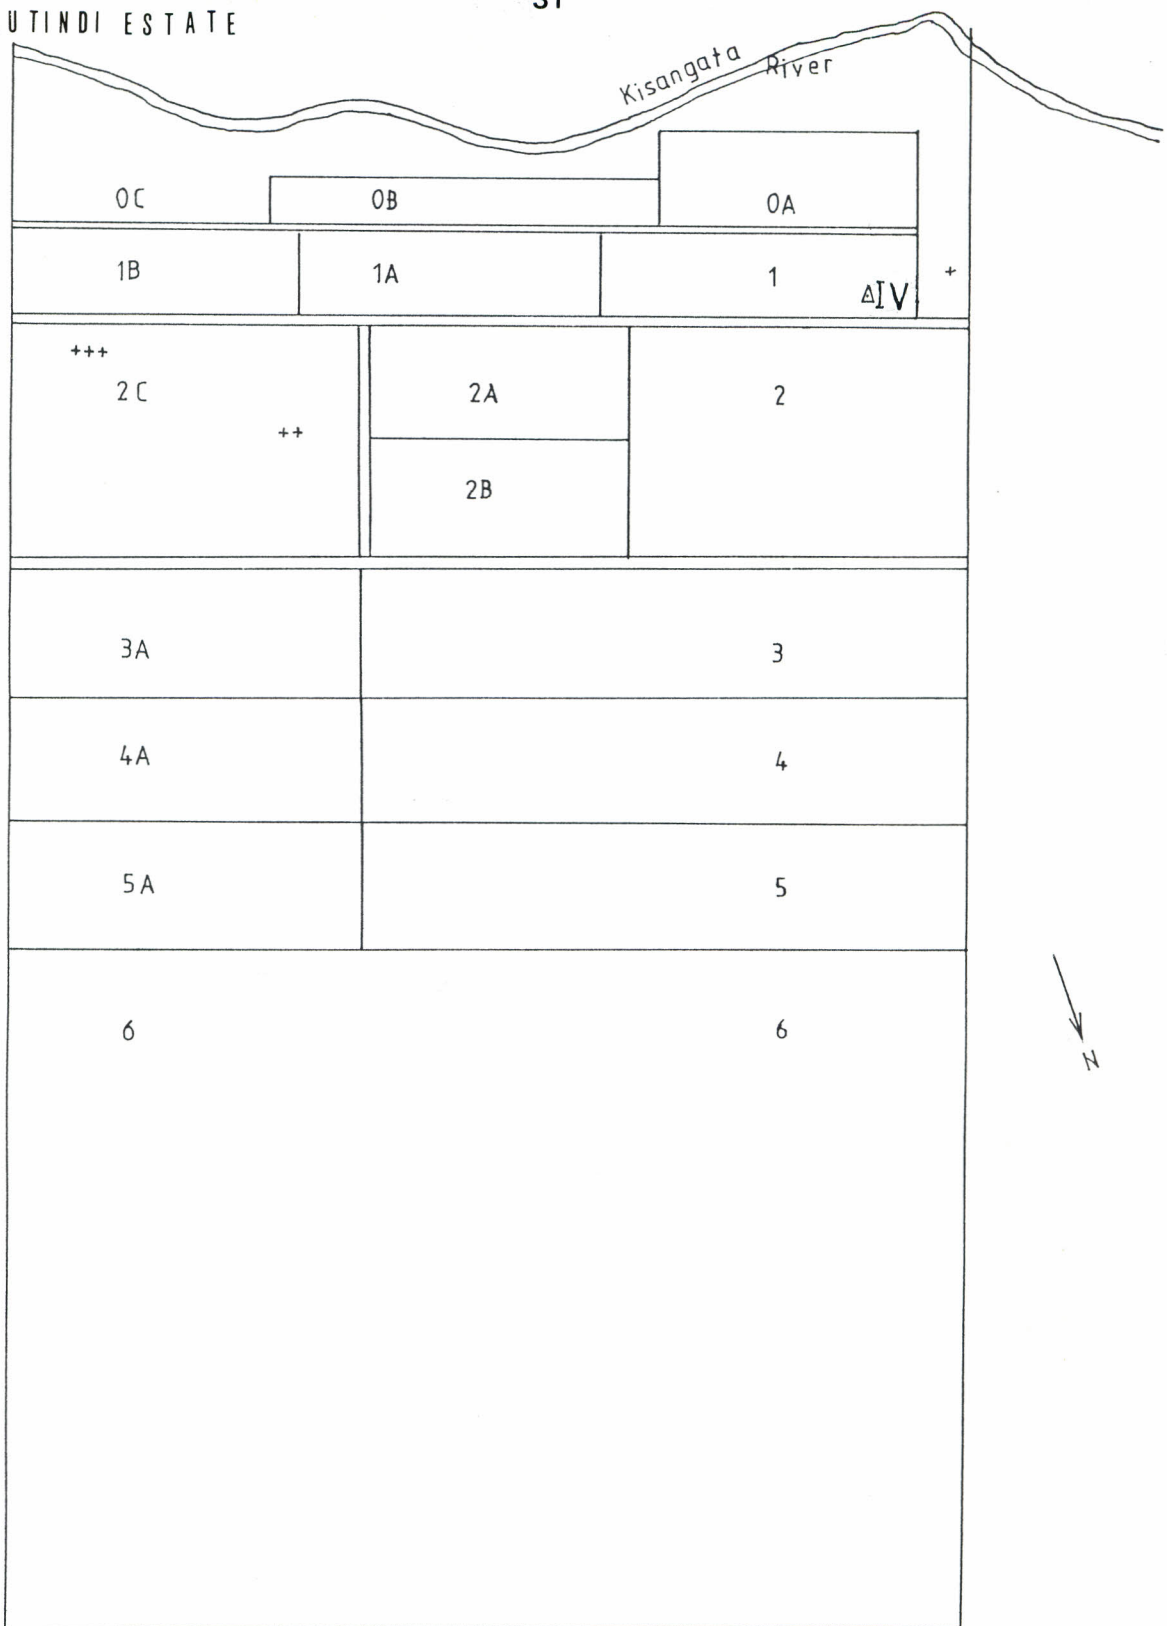 UTINDI ESTATE
Kisangata River
0C 0B 0A
1B 1A 1 +
△IV
+++
2C 2A 2
++
2B
3A 3
4A 4
5A 5
6 6
N